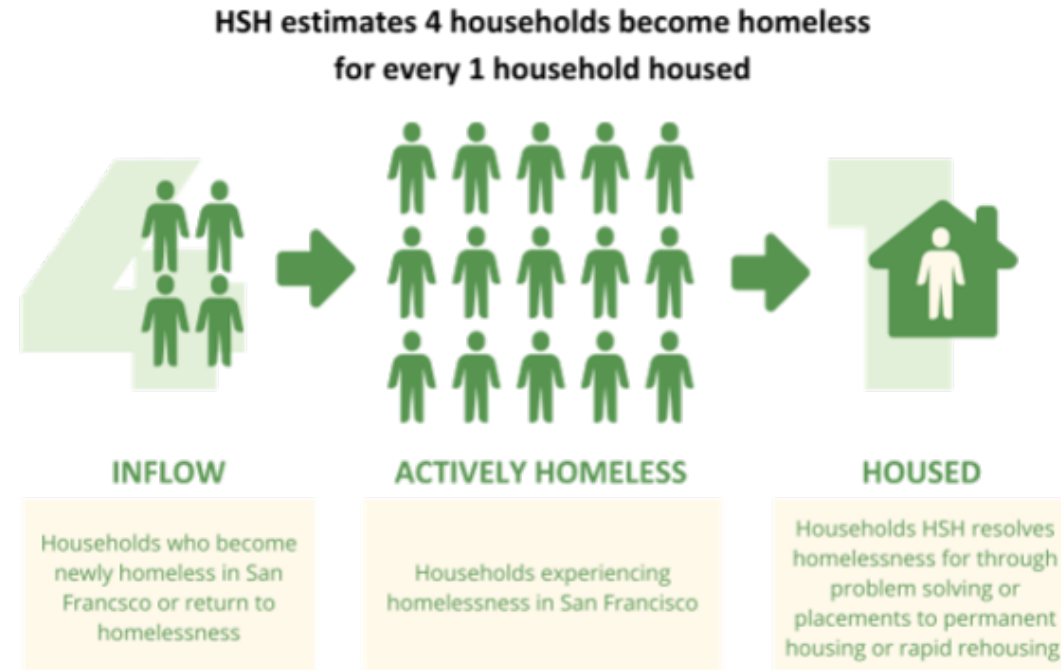 HSH estimates 4 households become homeless
for every 1 household housed
4
1
INFLOW
ACTIVELY HOMELESS
HOUSED
Households who become
newly homeless in San
Francsco or return to
homelessness
Households experiencing
homelessness in San Francisco
Households HSH resolves
homelessness for through
problem solving or
placements to permanent
housing or rapid rehousing